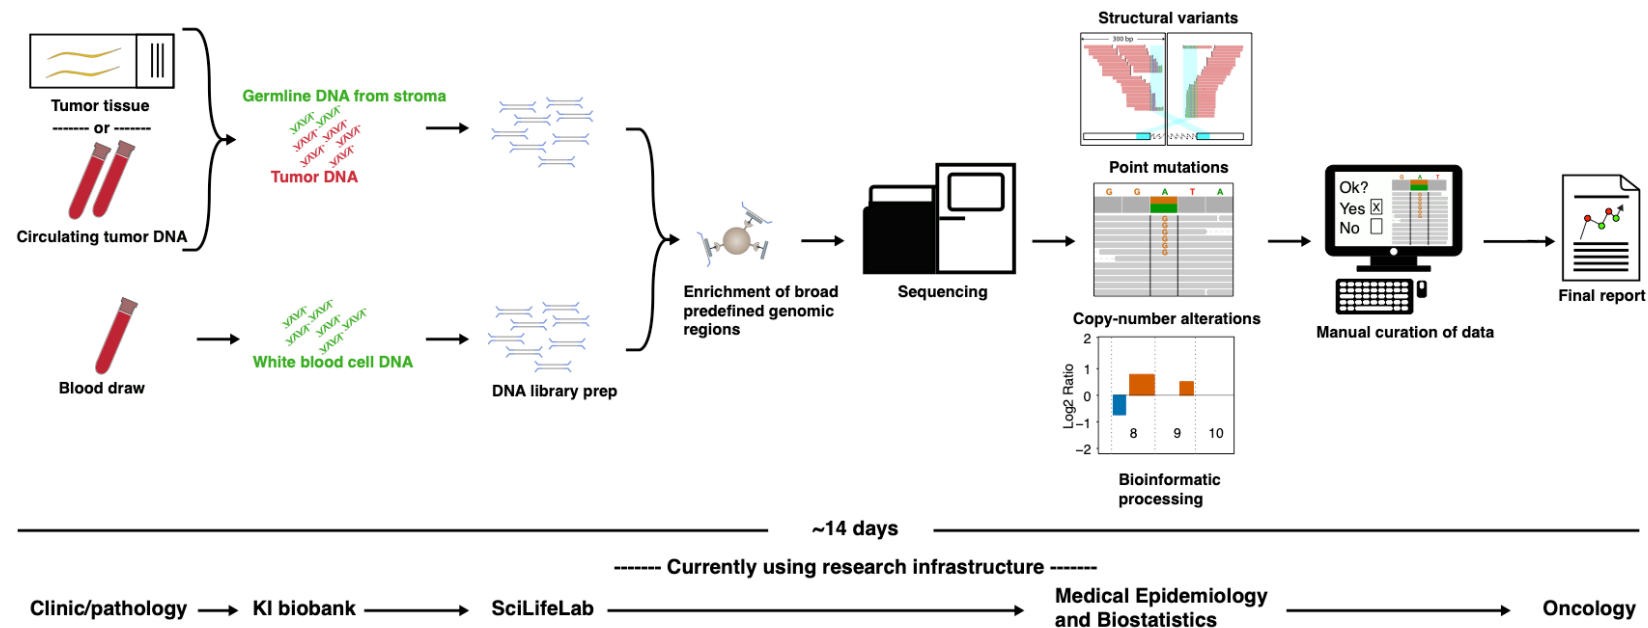 Tumor tissue
------- or -------
Circulating tumor DNA
Blood draw
Germline DNA from stroma
Tumor DNA
White blood cell DNA
DNA library prep
Enrichment of broad
predefined genomic
regions
Sequencing
Structural variants
300 bp
Point mutations
G G A T A
G
G
G
G
G
G
Copy-number alterations
Log2 Ratio
2
1
0
−1
−2
8 9 10
Bioinformatic
processing
Ok?
Yes X
No
G A T
Manual curation of data
Final report
~14 days
------- Currently using research infrastructure -------
Clinic/pathology
KI biobank
SciLifeLab
Medical Epidemiology
and Biostatistics
Oncology